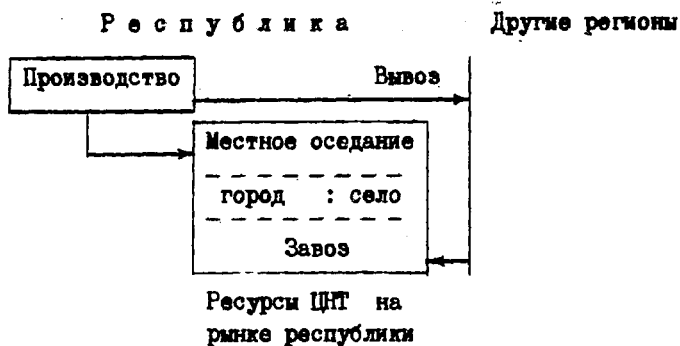 Республика Другие регионы
Производство
Вывоз
Местное оседание
город : село
Завоз
Ресурсы ЦНТ на
рынке республики